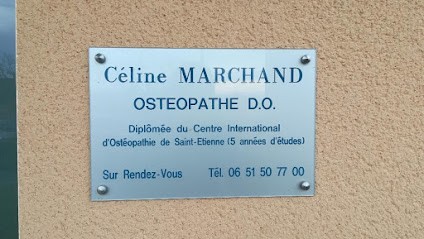 Céline MARCHAND
OSTEOPATHE D.O.
Diplômée du Centre International
d'Ostéopathie de Saint-Etienne (5 années d'études)
Sur Rendez-Vous Tél. 06 51 50 77 00